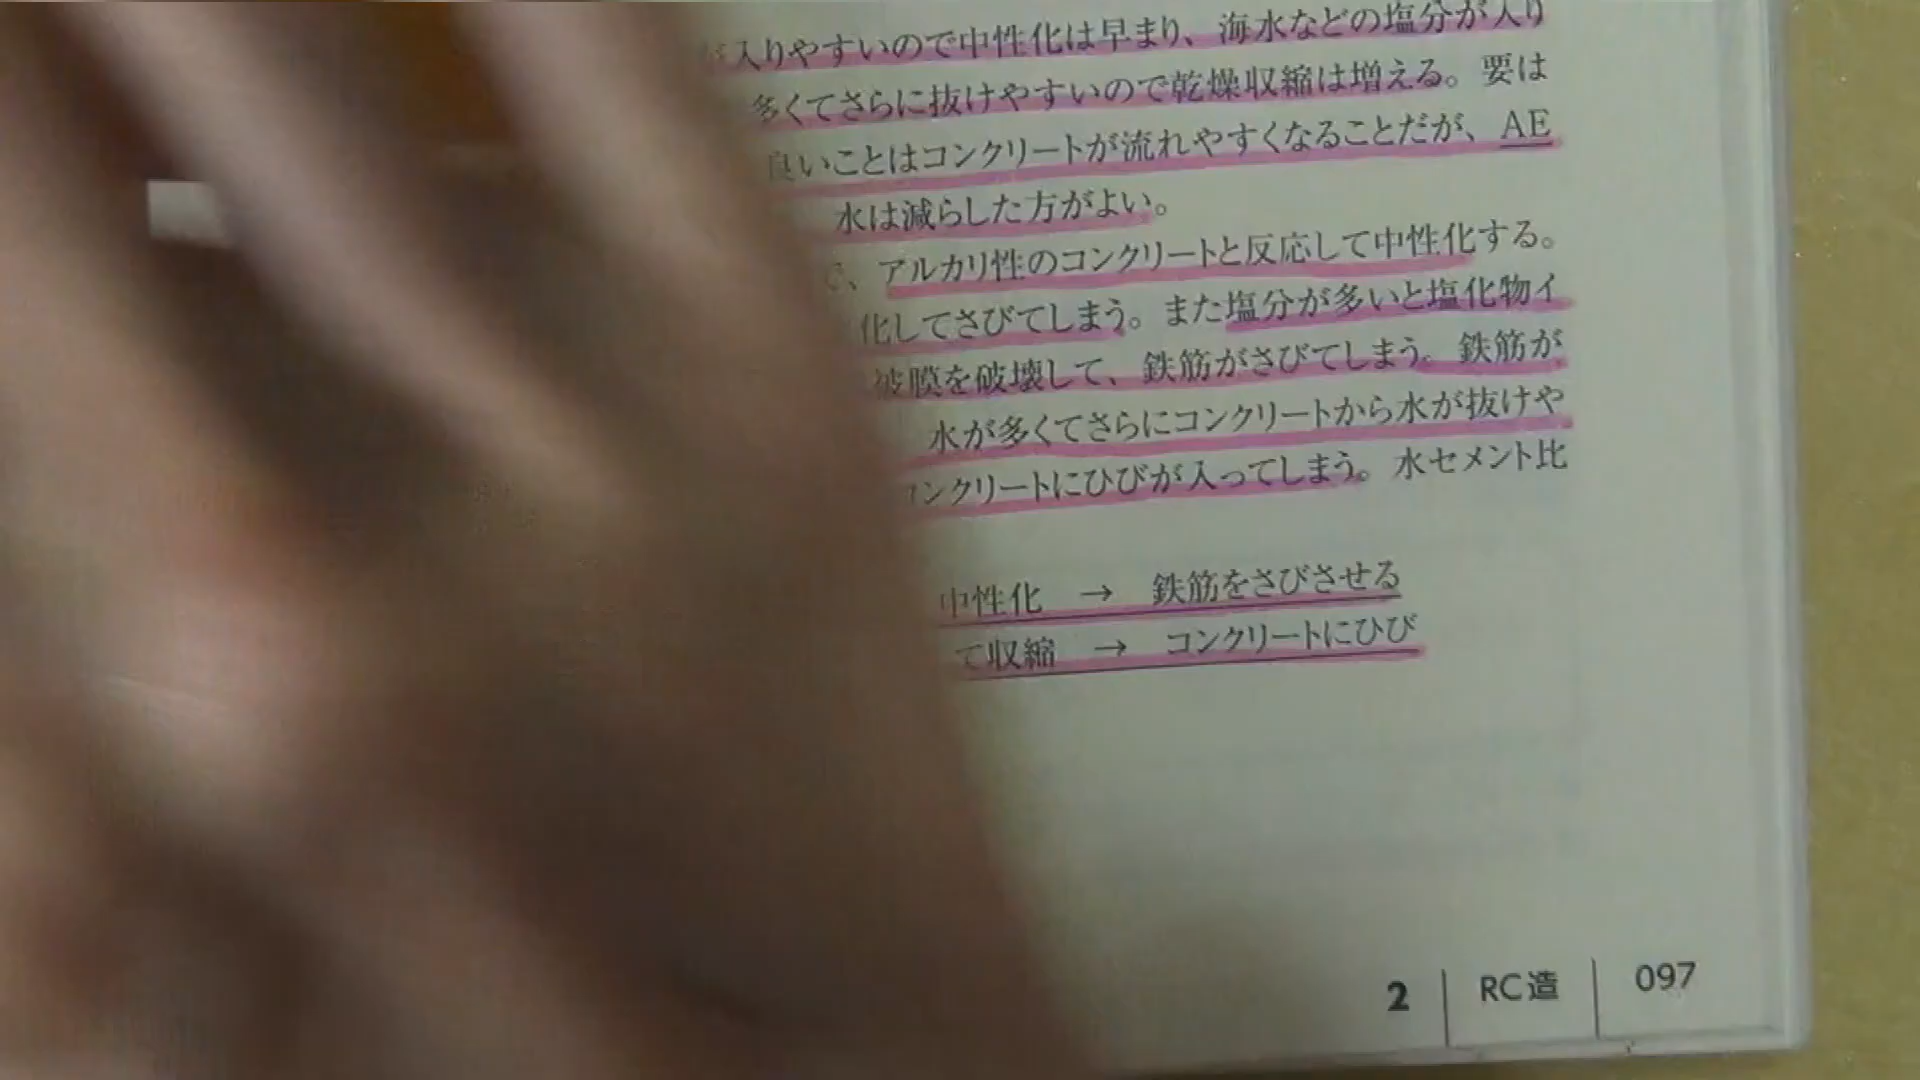 入りやすいので中性化は早まり、海水などの塩分が入り
多くてさらに抜けやすいので乾燥収縮は増える。要は
良いことはコンクリートが流れやすくなることだが、AE
水は減らした方がよい。
、アルカリ性のコンクリートと反応して中性化する。
化してさびてしまう。また塩分が多いと塩化物イ
被膜を破壊して、鉄筋がさびてしまう。鉄筋が
水が多くてさらにコンクリートから水が抜けや
ンクリートにひびが入ってしまう。水セメント比
中性化 → 鉄筋をさびさせる
て収縮 → コンクリートにひび
2 | RC造 | 097